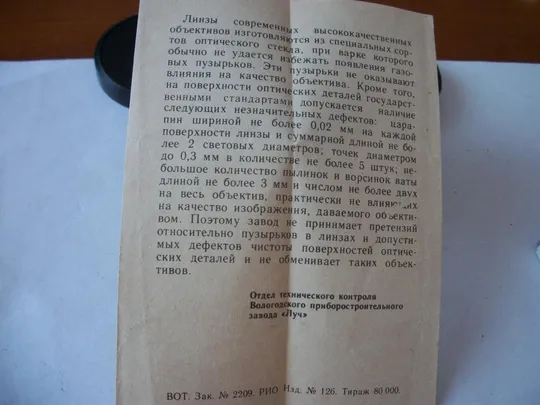 Линзы современных высококачественных
объективов изготовляются из специальных сор-
тов оптического стекла, при варке которого
обычно не удается избежать появления газо-
вых пузырьков. Эти пузырьки не оказывают
влияния на качество объектива. Кроме того,
на поверхности оптических деталей государст-
венными стандартами допускается наличие
следующих незначительных дефектов: цара-
пин шириной не более 0,02 мм на каждой
поверхности линзы и суммарной длиной не бо-
лее 2 световых диаметров; точек диаметром
до 0,3 мм в количестве не более 5 штук; не-
большое количество пылинок и ворсинок ваты
длиной не более 3 мм и числом не более двух
на весь объектив, практически не влияющих
на качество изображения, даваемого объекти-
вом. Поэтому завод не принимает претензий
относительно пузырьков в линзах и допусти-
мых дефектов чистоты поверхностей оптиче-
ских деталей и не обменивает таких объек-
тивов.
Отдел технического контроля
Вологодского приборостроительного
завода «Луч»
ВОТ. Зак. № 2209. РИО Изд. № 126. Тираж 80 000.